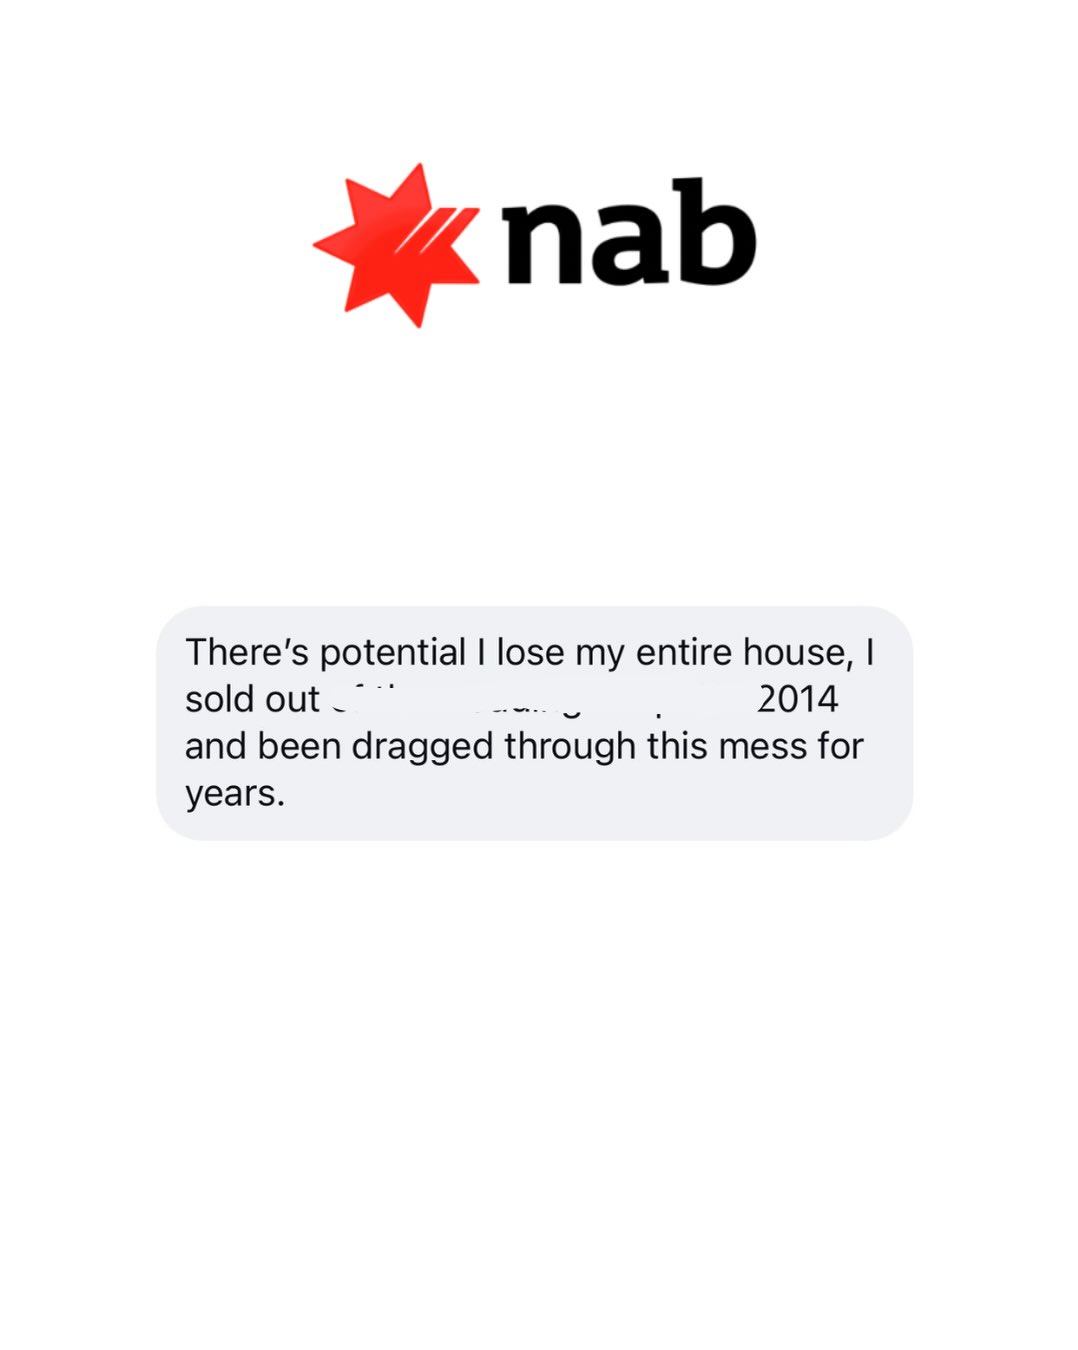 nab
There’s potential I lose my entire house, I
sold out 2014
and been dragged through this mess for
years.